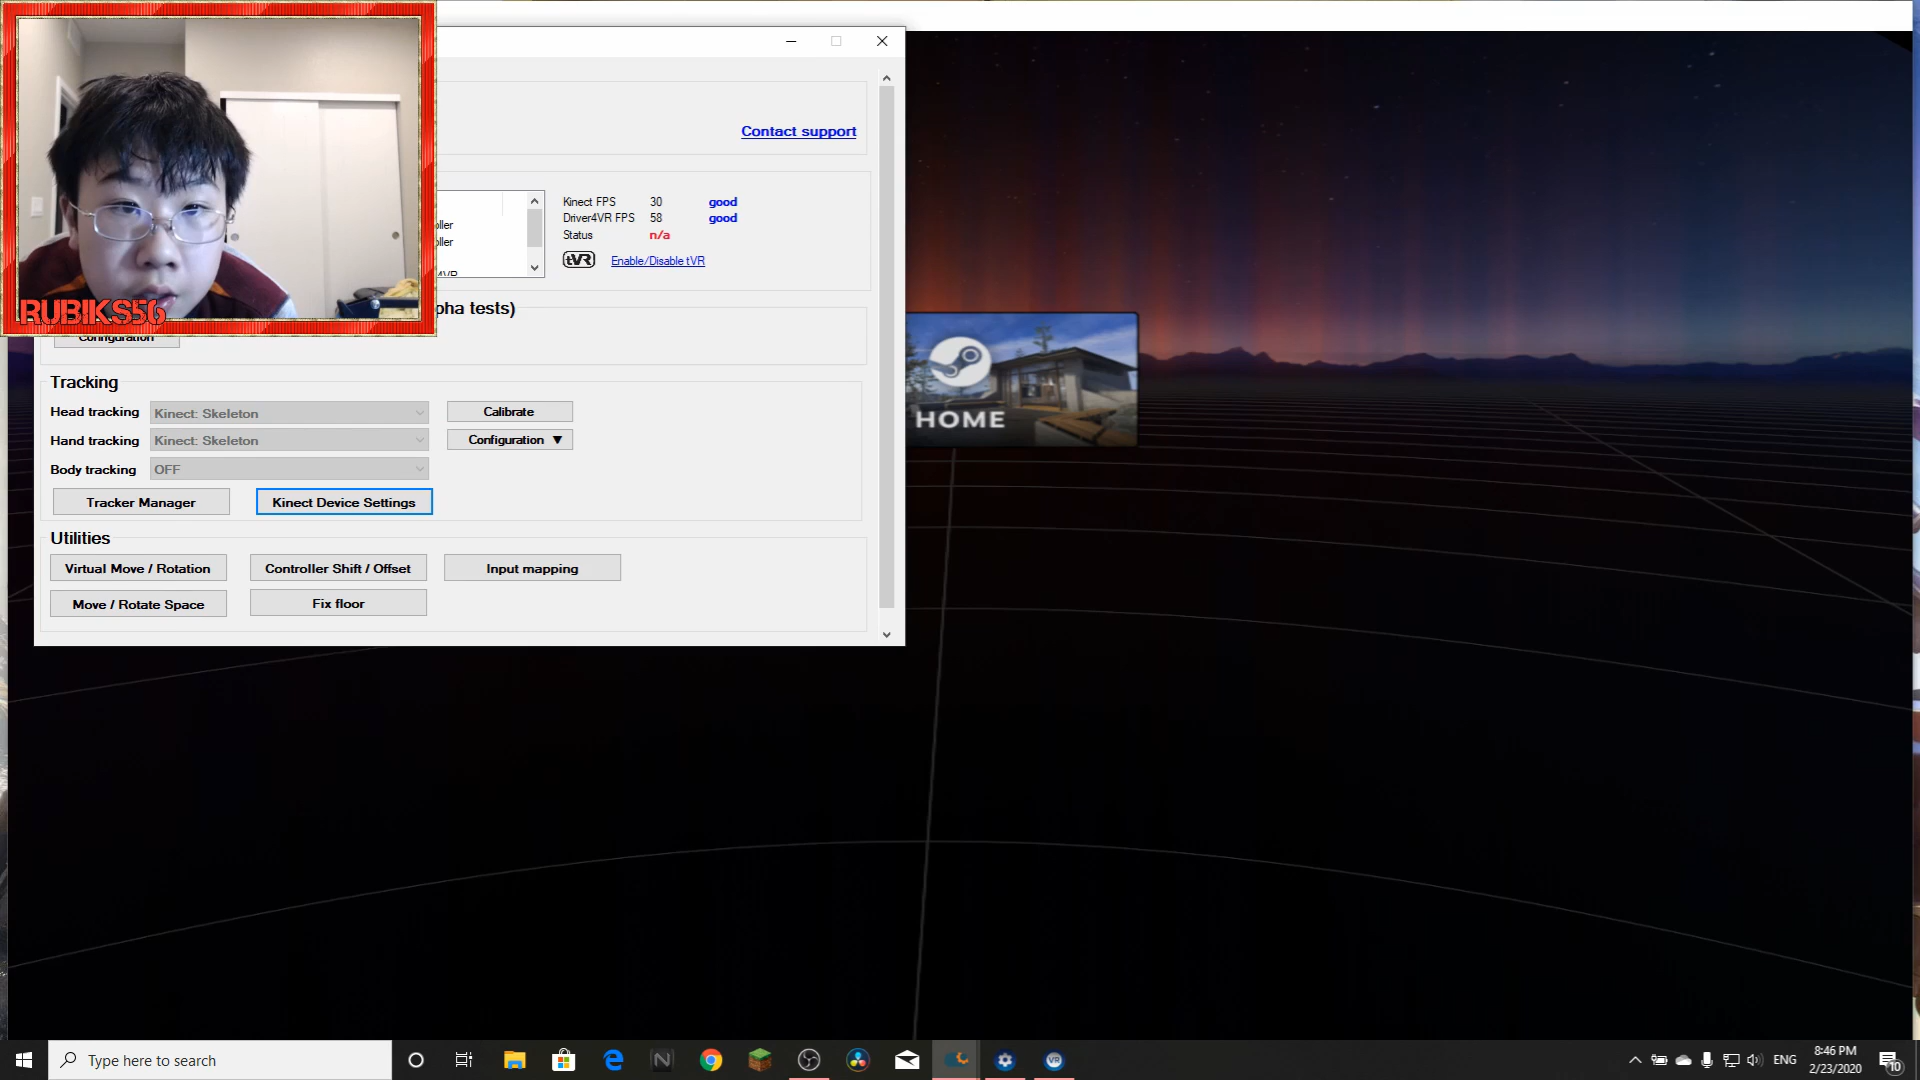 Contact support
Kinect FPS 30 good
Driver4VR FPS 58 good
Status n/a
tVR Enable/Disable tVR
oller
oller
4VR
RUBIKS56
pha tests)
Configuration
Tracking
Head tracking Kinect: Skeleton Calibrate
Hand tracking Kinect: Skeleton Configuration ▼
Body tracking OFF
Tracker Manager Kinect Device Settings
Utilities
Virtual Move / Rotation Controller Shift / Offset Input mapping
Move / Rotate Space Fix floor
HOME
Type here to search
N
VR
ENG
8:46 PM
2/23/2020
10